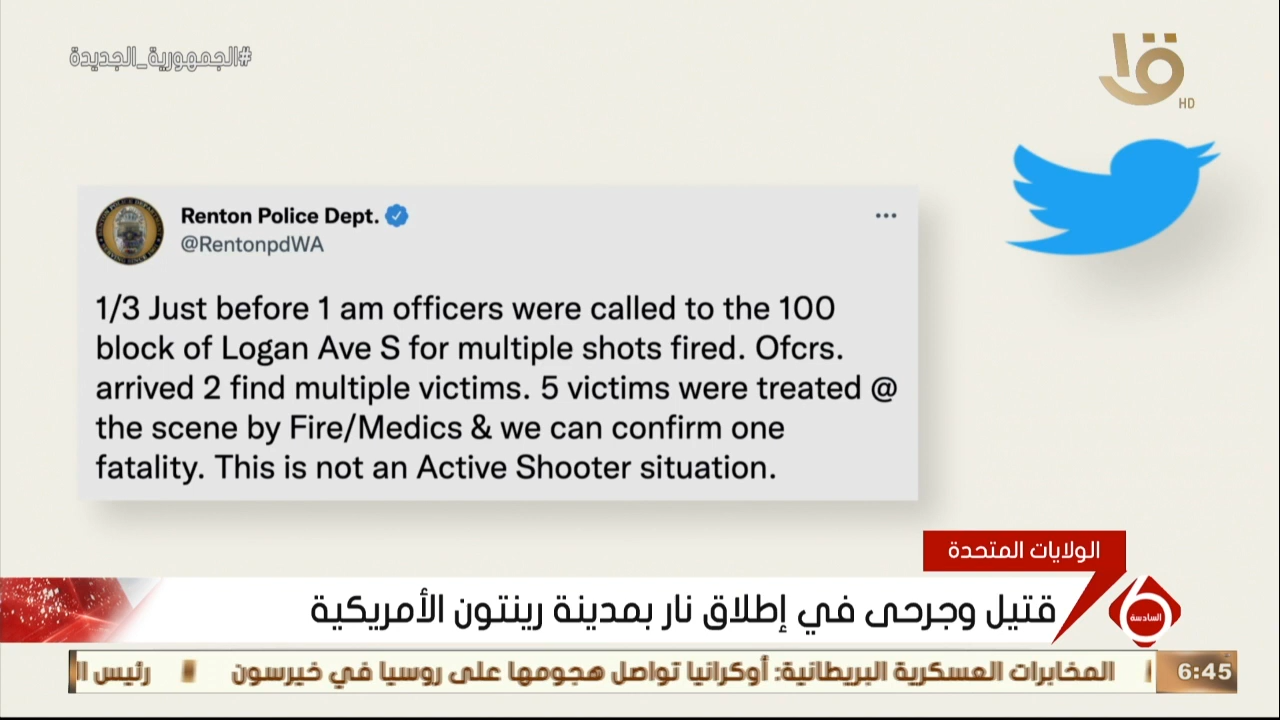 #الجمهورية_الجديدة
HD
Renton Police Dept.
@RentonpdWA
1/3 Just before 1 am officers were called to the 100
block of Logan Ave S for multiple shots fired. Ofcrs.
arrived 2 find multiple victims. 5 victims were treated @
the scene by Fire/Medics & we can confirm one
fatality. This is not an Active Shooter situation.
الولايات المتحدة
قتيل وجرحى في إطلاق نار بمدينة رينتون الأمريكية
السادسة
المخابرات العسكرية البريطانية: أوكرانيا تواصل هجومها على روسيا في خيرسون
رئيس
6:45